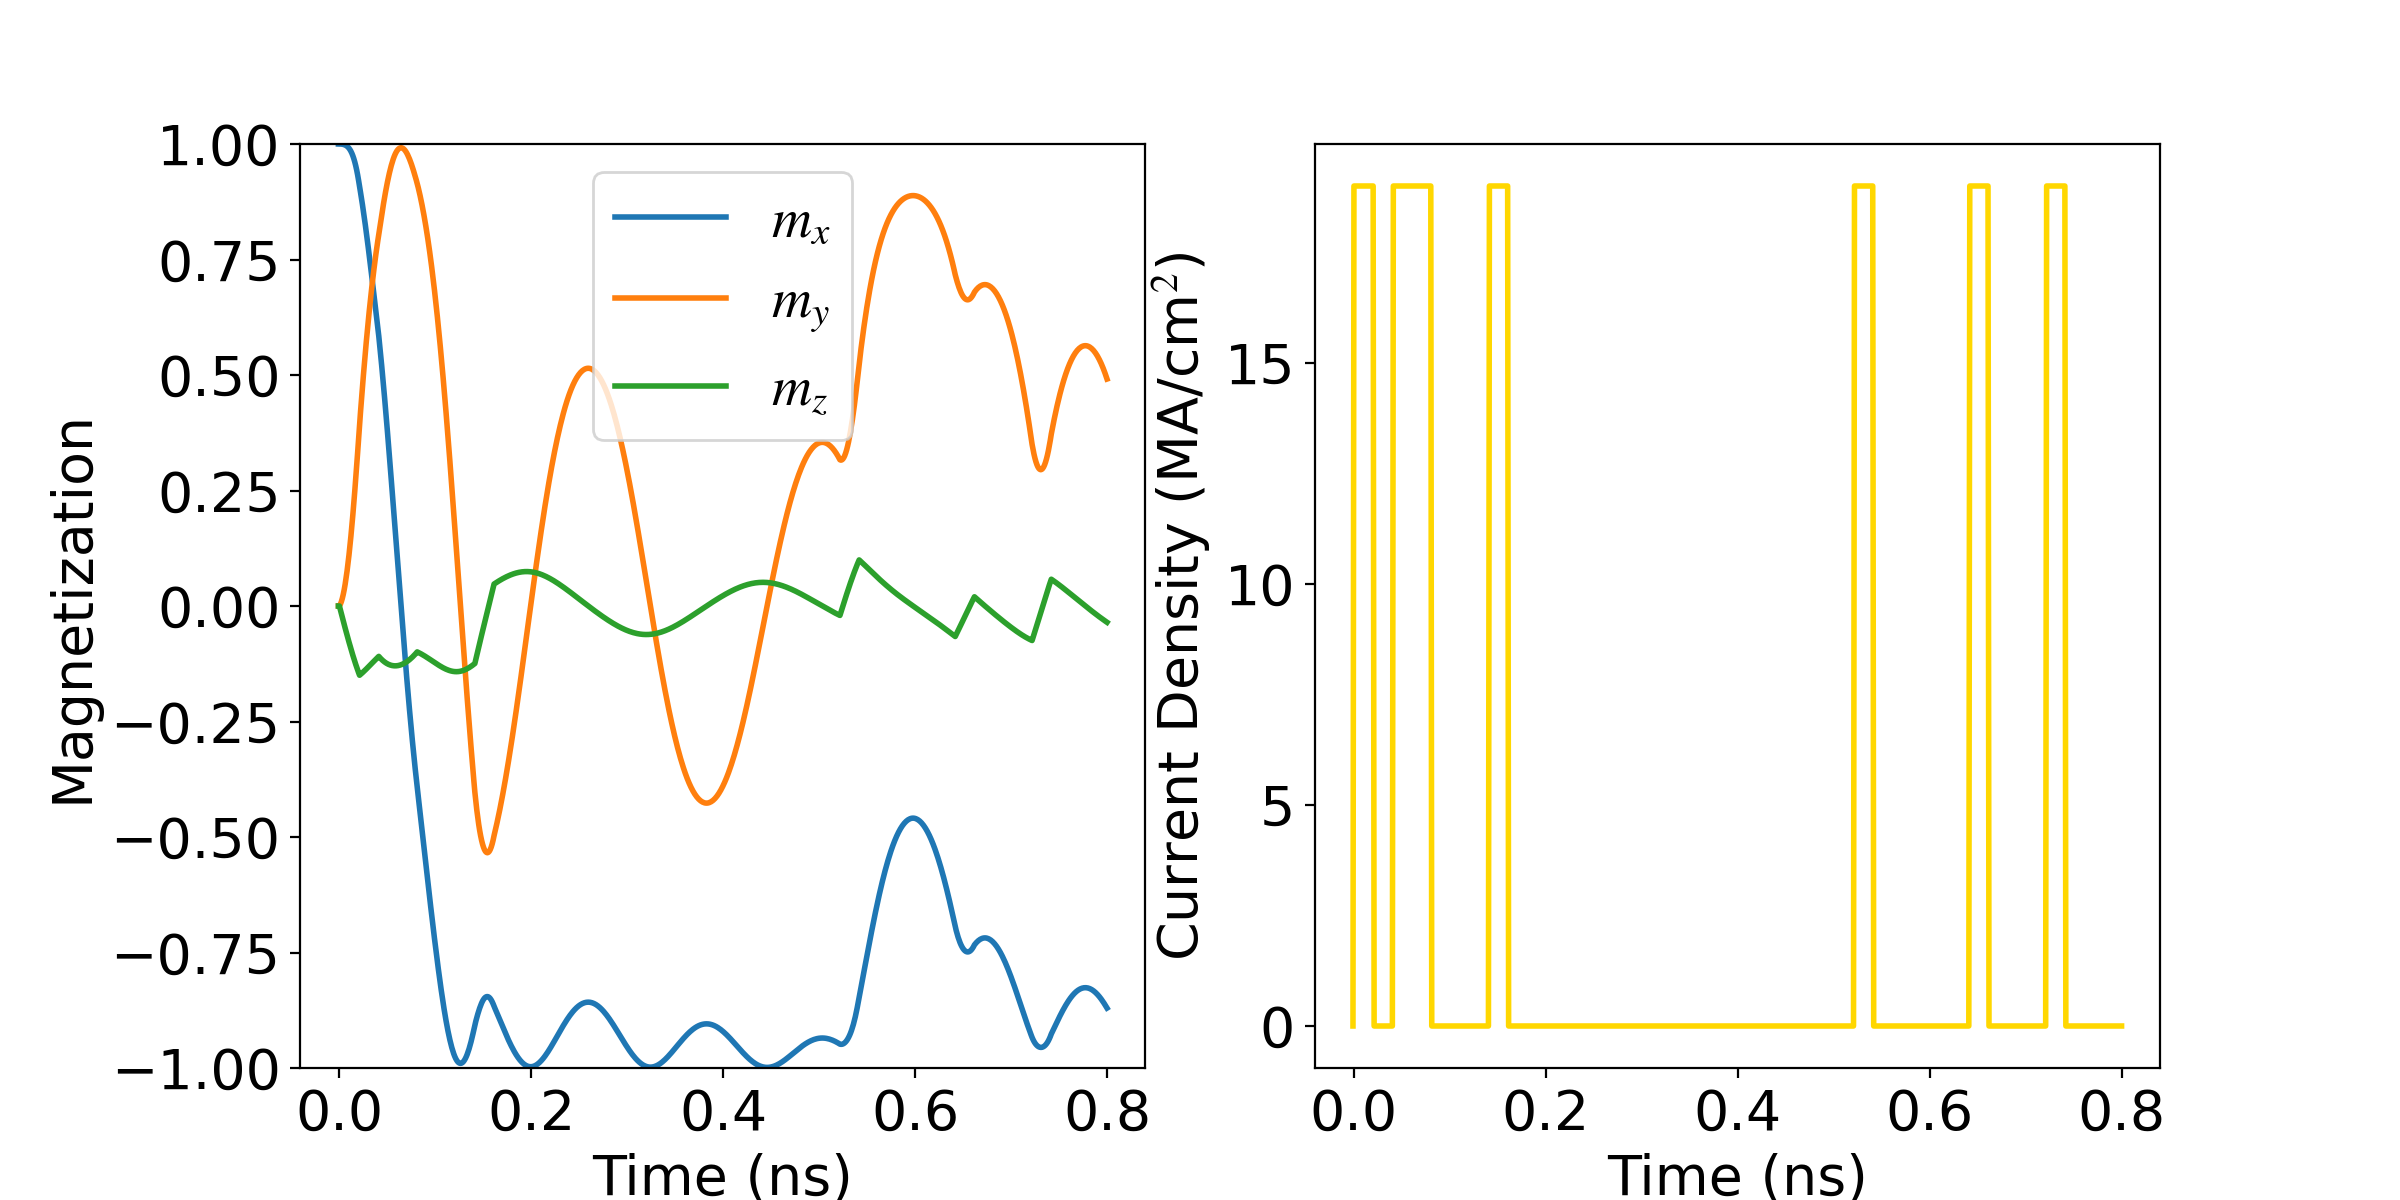 Magnetization
1.00
0.75
0.50
0.25
0.00
−0.25
−0.50
−0.75
−1.00
0.0 0.2 0.4 0.6 0.8
Time (ns)
m_x
m_y
m_z
Current Density (MA/cm²)
15
10
5
0
0.0 0.2 0.4 0.6 0.8
Time (ns)